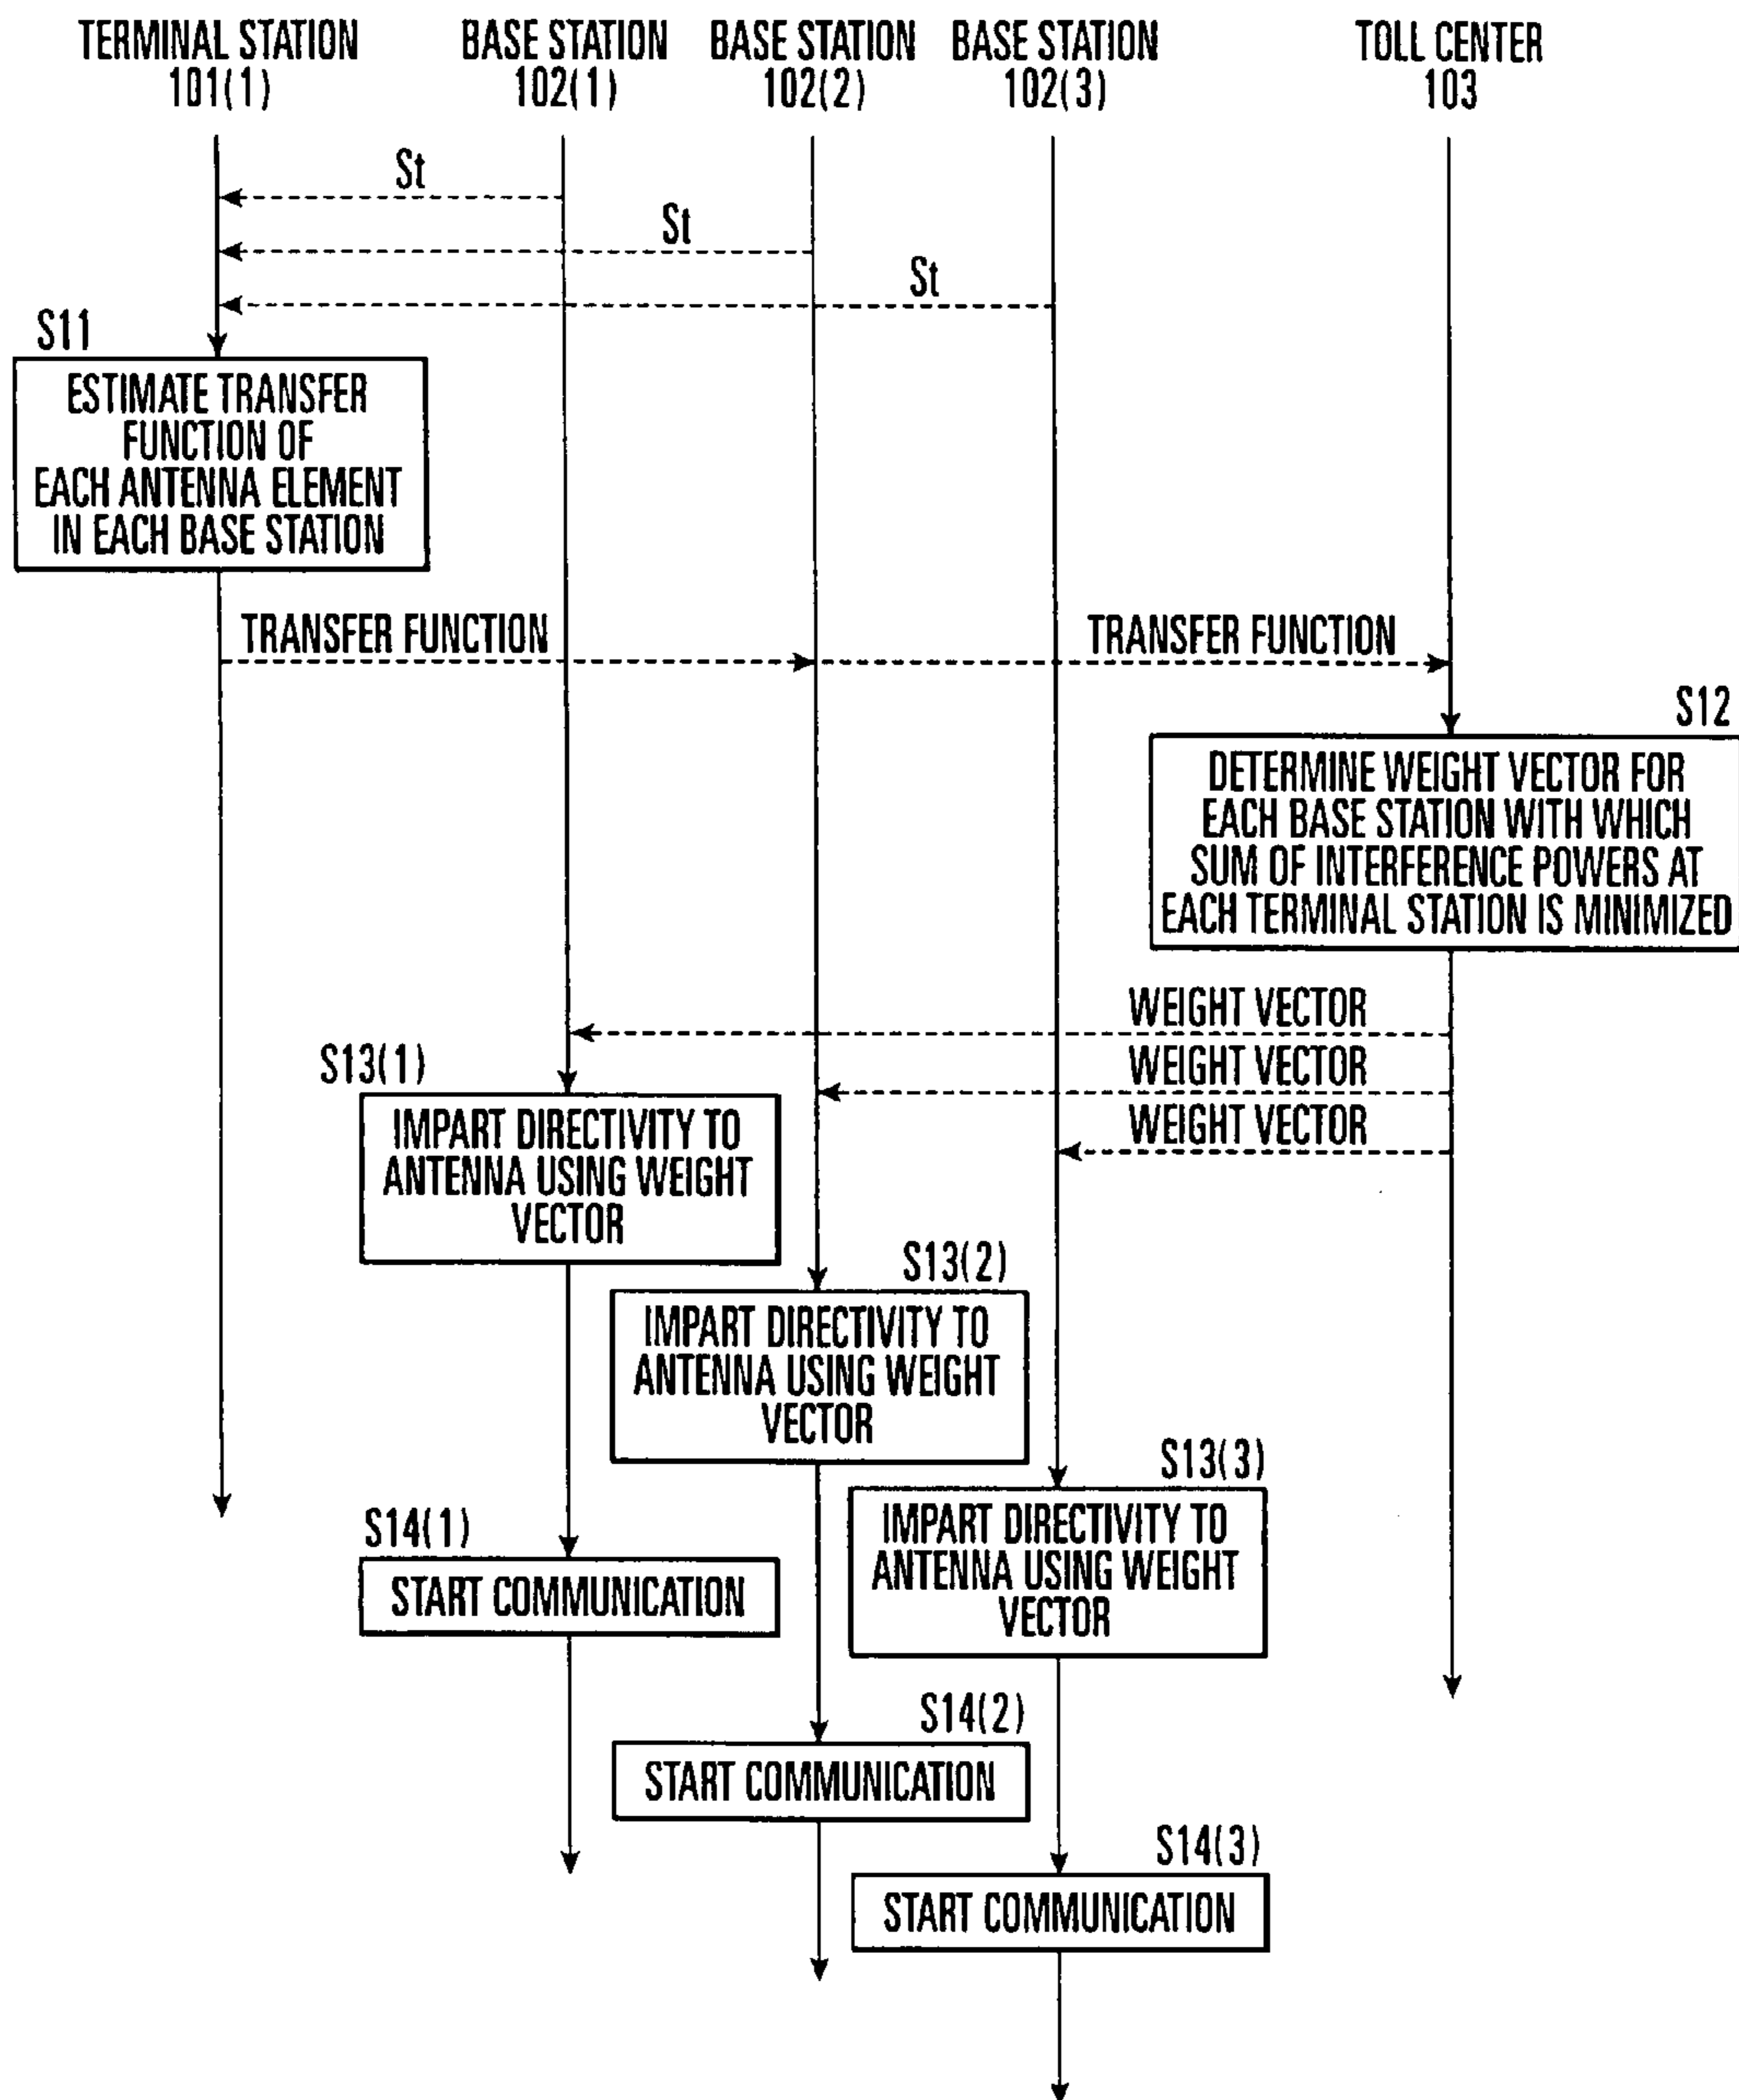 TERMINAL STATION
101(1)
BASE STATION
102(1)
BASE STATION
102(2)
BASE STATION
102(3)
TOLL CENTER
103
St
St
St
S11
ESTIMATE TRANSFER
FUNCTION OF
EACH ANTENNA ELEMENT
IN EACH BASE STATION
TRANSFER FUNCTION
TRANSFER FUNCTION
S12
DETERMINE WEIGHT VECTOR FOR
EACH BASE STATION WITH WHICH
SUM OF INTERFERENCE POWERS AT
EACH TERMINAL STATION IS MINIMIZED
WEIGHT VECTOR
WEIGHT VECTOR
WEIGHT VECTOR
S13(1)
IMPART DIRECTIVITY TO
ANTENNA USING WEIGHT
VECTOR
S13(2)
IMPART DIRECTIVITY TO
ANTENNA USING WEIGHT
VECTOR
S13(3)
IMPART DIRECTIVITY TO
ANTENNA USING WEIGHT
VECTOR
S14(1)
START COMMUNICATION
S14(2)
START COMMUNICATION
S14(3)
START COMMUNICATION